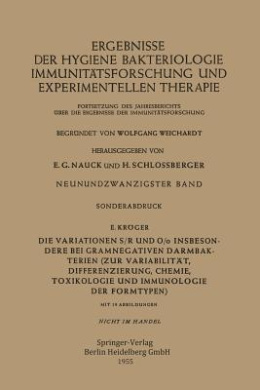 ERGEBNISSE
DER HYGIENE BAKTERIOLOGIE
IMMUNITÄTSFORSCHUNG UND
EXPERIMENTELLEN THERAPIE
FORTSETZUNG DES JAHRESBERICHTS
ÜBER DIE ERGEBNISSE DER IMMUNITÄTSFORSCHUNG
BEGRÜNDET VON WOLFGANG WEICHARDT
HERAUSGEGEBEN VON
E. G. NAUCK UND H. SCHLOSSBERGER
NEUNUNDZWANZIGSTER BAND
SONDERABDRUCK
E. KRÖGER
DIE VARIATIONEN S/R UND O/o INSBESON-
DERE BEI GRAMNEGATIVEN DARMBAK-
TERIEN (ZUR VARIABILITÄT,
DIFFERENZIERUNG, CHEMIE,
TOXIKOLOGIE UND IMMUNOLOGIE
DER FORMTYPEN)
MIT 19 ABBILDUNGEN
NICHT IM HANDEL
Springer-Verlag
Berlin Heidelberg GmbH
1955